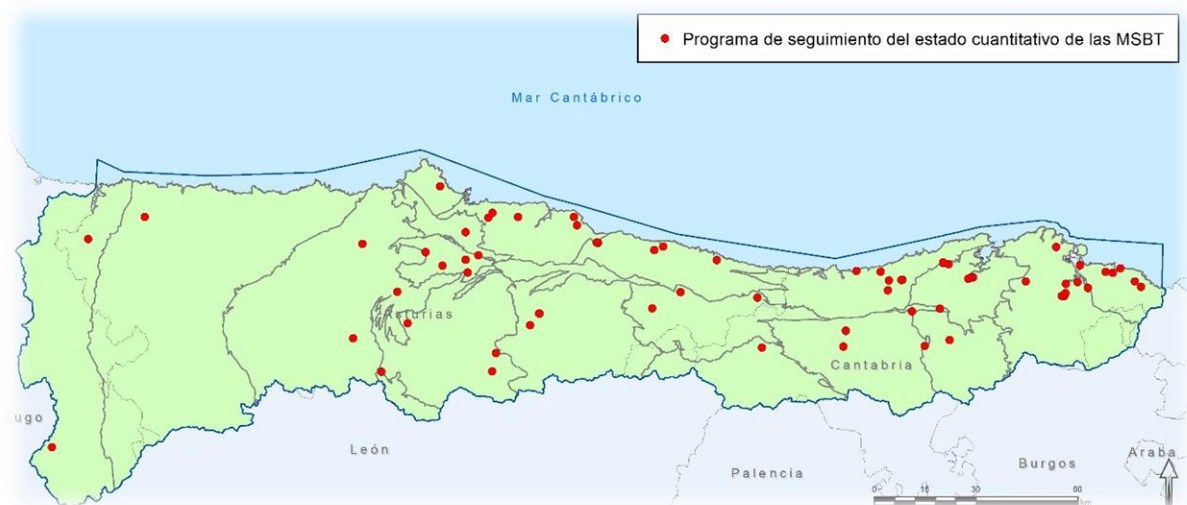 Programa de seguimiento del estado cuantitativo de las MSBT
Mar Cantábrico
Asturias
Cantabria
ugo
León
Palencia
Burgos
Araba
0 15 30 60
km